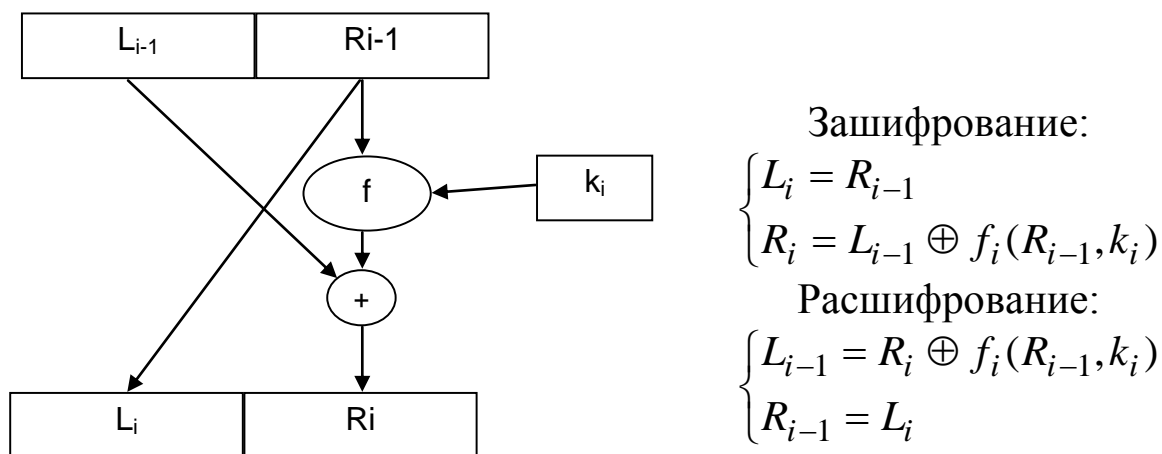 L_{i-1} Ri-1
f
k_i
+
L_i Ri
Зашифрование:
L_i = R_{i-1}
R_i = L_{i-1} ⊕ f_i(R_{i-1}, k_i)
Расшифрование:
L_{i-1} = R_i ⊕ f_i(R_{i-1}, k_i)
R_{i-1} = L_i